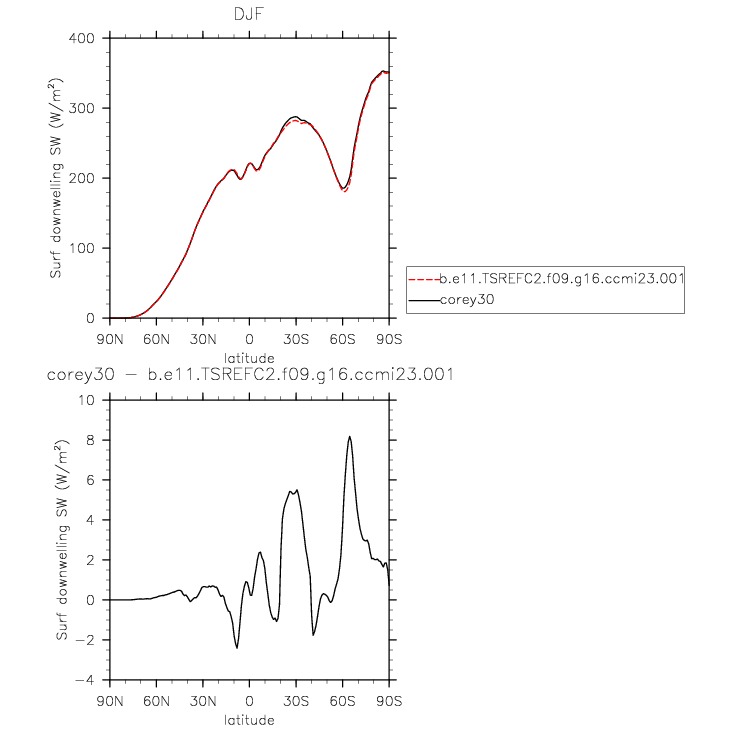 DJF
400
300
200
100
0
Surf downwelling SW (W/m²)
90N 60N 30N 0 30S 60S 90S
latitude
b.e11.TSREFC2.f09.g16.ccmi23.001
corey30
corey30 − b.e11.TSREFC2.f09.g16.ccmi23.001
10
8
6
4
2
0
−2
−4
Surf downwelling SW (W/m²)
90N 60N 30N 0 30S 60S 90S
latitude